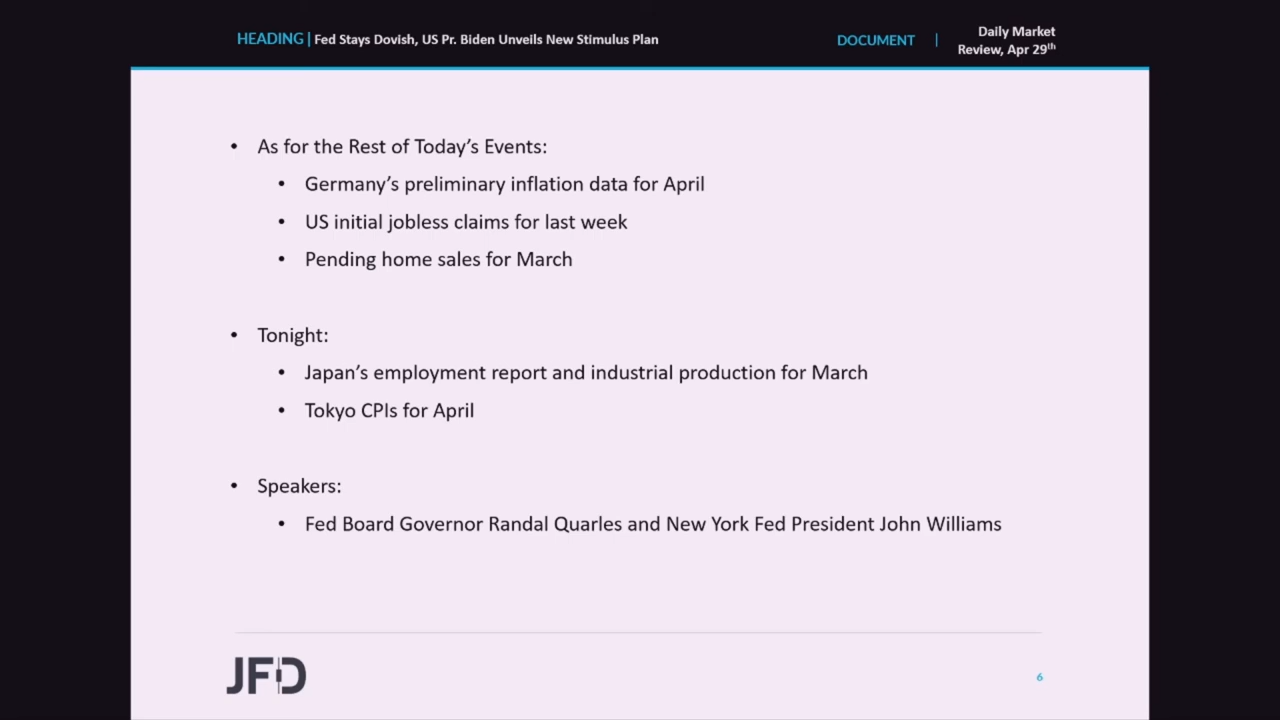 HEADING | Fed Stays Dovish, US Pr. Biden Unveils New Stimulus Plan
DOCUMENT | Daily Market
Review, Apr 29th
• As for the Rest of Today’s Events:
• Germany’s preliminary inflation data for April
• US initial jobless claims for last week
• Pending home sales for March
• Tonight:
• Japan’s employment report and industrial production for March
• Tokyo CPIs for April
• Speakers:
• Fed Board Governor Randal Quarles and New York Fed President John Williams
JFD
6